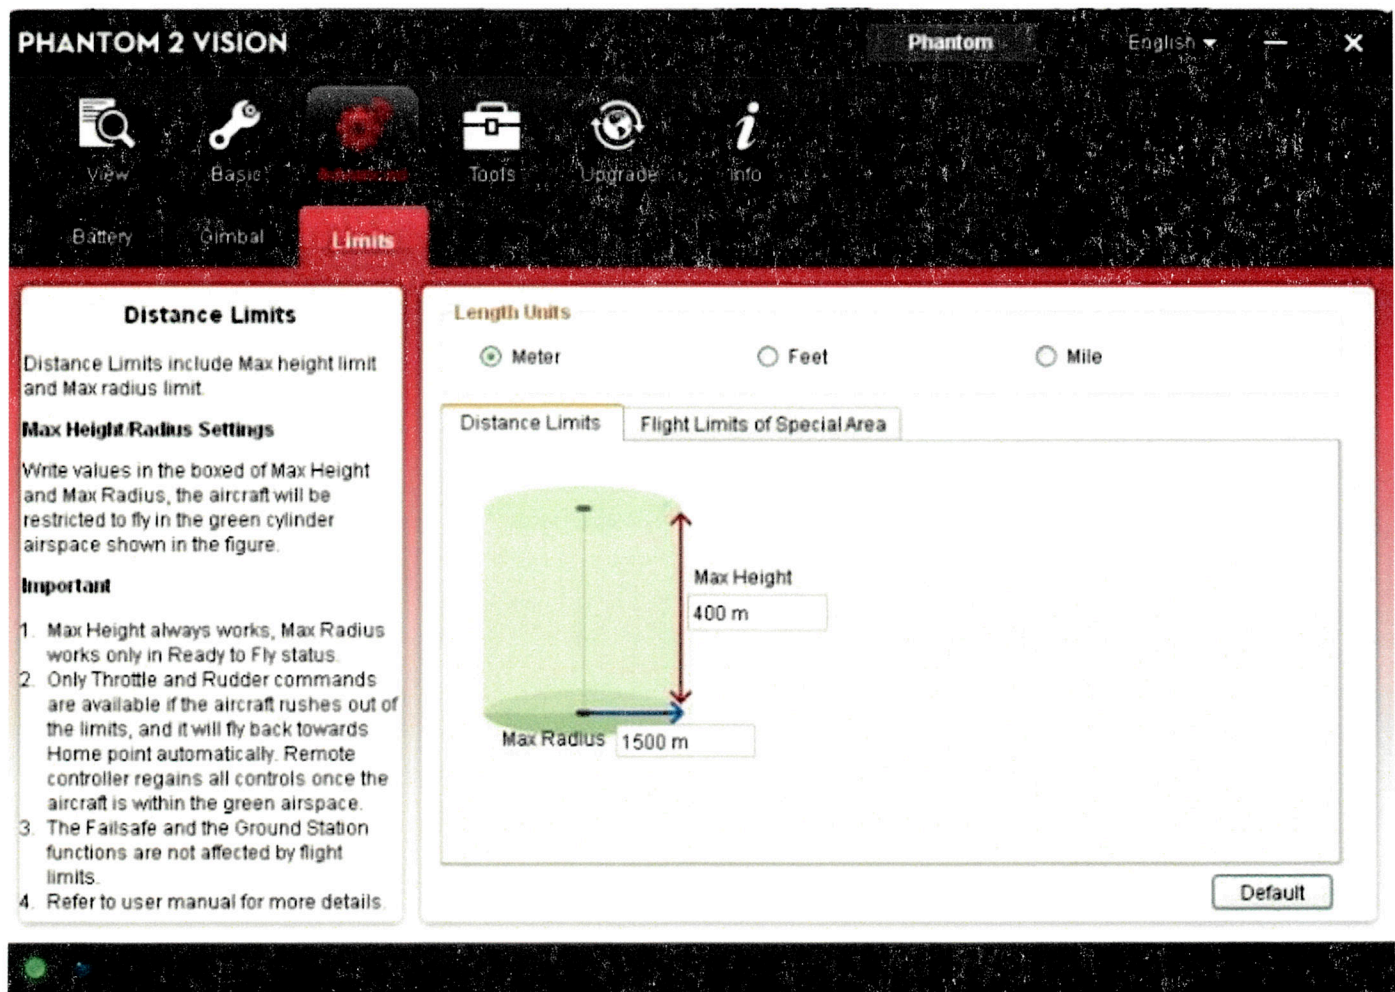 PHANTOM 2 VISION
Phantom
English
View
Basic
Advanced
Tools
Upgrade
Info
Battery
Gimbal
Limits
Distance Limits
Distance Limits include Max height limit
and Max radius limit.
Max Height/Radius Settings
Write values in the boxed of Max Height
and Max Radius, the aircraft will be
restricted to fly in the green cylinder
airspace shown in the figure.
Important
1. Max Height always works, Max Radius
works only in Ready to Fly status.
2. Only Throttle and Rudder commands
are available if the aircraft rushes out of
the limits, and it will fly back towards
Home point automatically. Remote
controller regains all controls once the
aircraft is within the green airspace.
3. The Failsafe and the Ground Station
functions are not affected by flight
limits.
4. Refer to user manual for more details.
Length Units
Meter
Feet
Mile
Distance Limits
Flight Limits of Special Area
Max Height
400 m
Max Radius 1500 m
Default